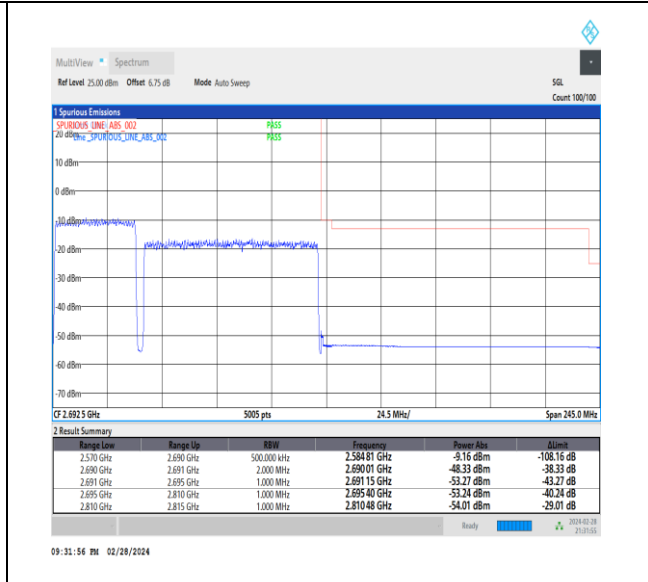 MultiView Spectrum
Ref Level 25.00 dBm Offset 6.75 dB Mode Auto Sweep SGL
Count 100/100
1 Spurious Emissions
SPURIOUS_LINE_ABS_002 PASS
20 dBm
Line _SPURIOUS_LINE_ABS_002 PASS
10 dBm
0 dBm
-10 dBm
-20 dBm
-30 dBm
-40 dBm
-50 dBm
-60 dBm
-70 dBm
CF 2.692 5 GHz 5005 pts 24.5 MHz/ Span 245.0 MHz
2 Result Summary
Range Low Range Up RBW Frequency Power Abs ΔLimit
2.570 GHz 2.690 GHz 500.000 kHz 2.584 81 GHz -9.16 dBm -108.16 dB
2.690 GHz 2.691 GHz 2.000 MHz 2.690 01 GHz -48.33 dBm -38.33 dB
2.691 GHz 2.695 GHz 1.000 MHz 2.691 15 GHz -53.27 dBm -43.27 dB
2.695 GHz 2.810 GHz 1.000 MHz 2.695 40 GHz -53.24 dBm -40.24 dB
2.810 GHz 2.815 GHz 1.000 MHz 2.810 48 GHz -54.01 dBm -29.01 dB
Ready 2024-02-28
21:31:55
09:31:56 PM 02/28/2024